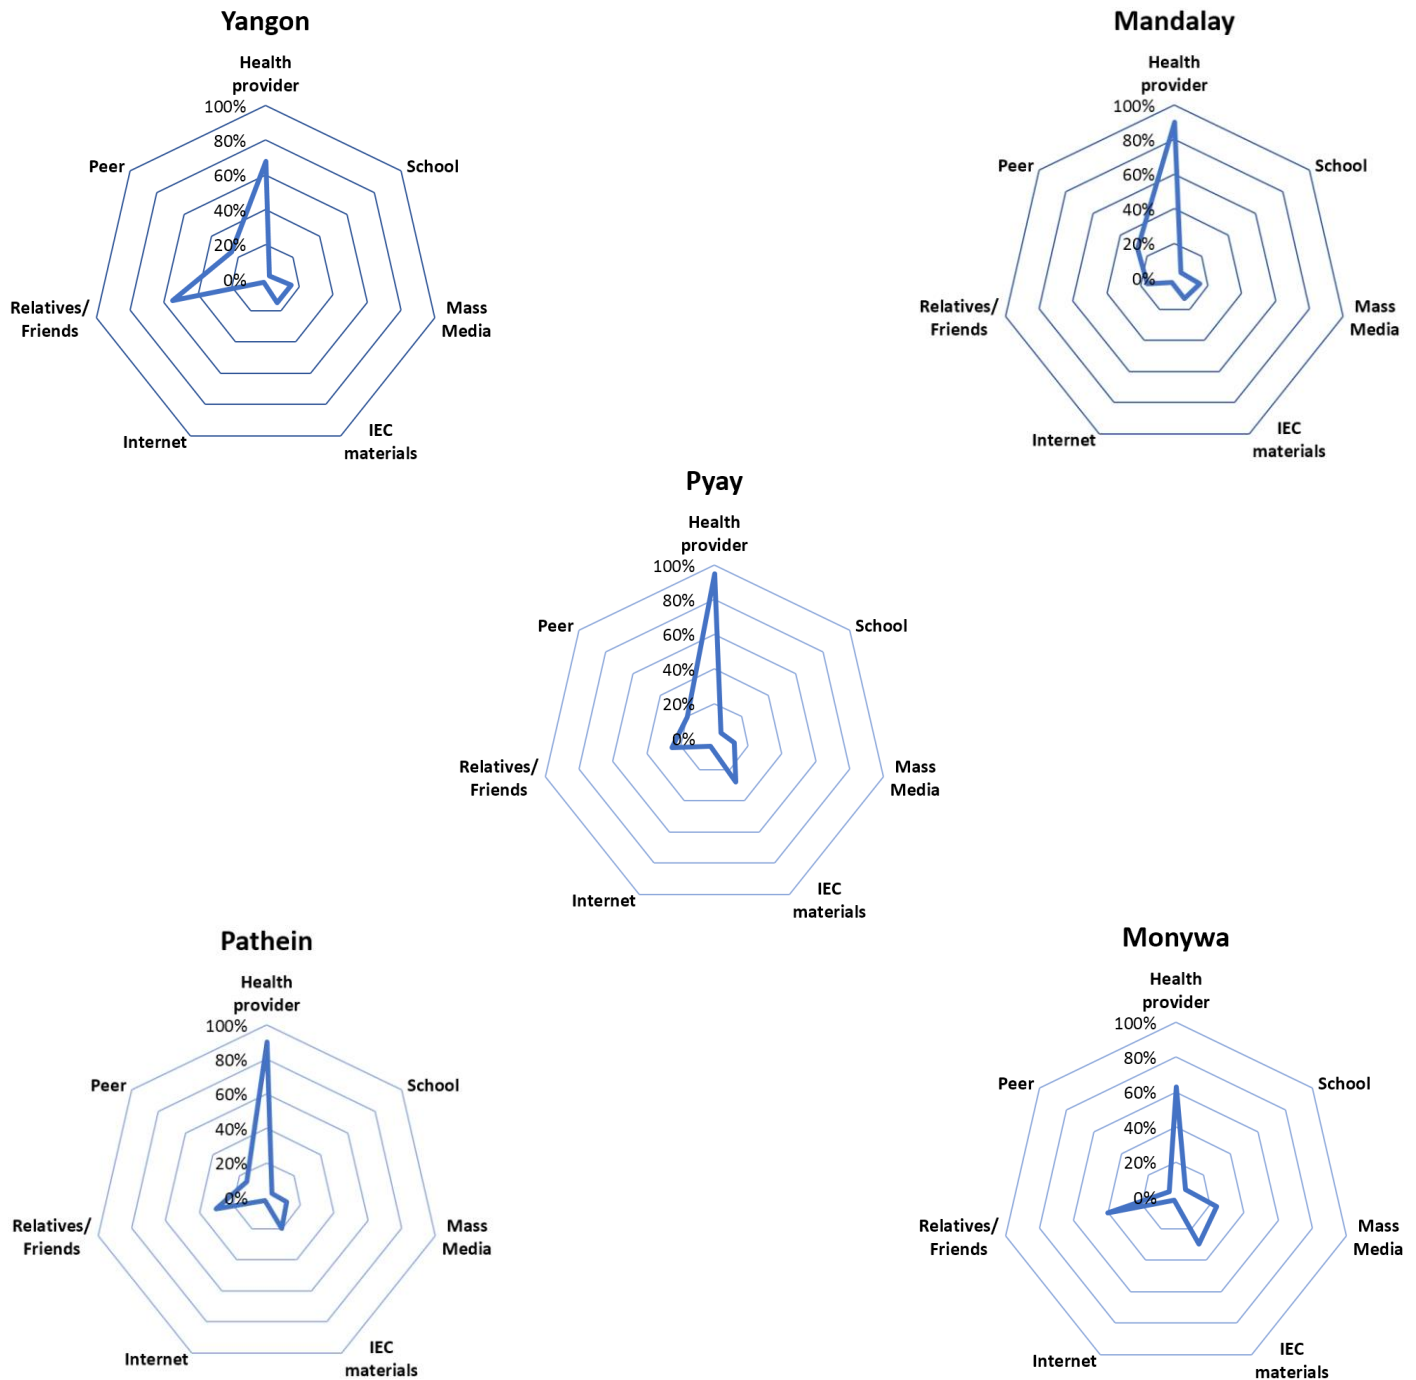 Yangon
Health
provider
100%
80%
60%
40%
20%
0%
Peer
School
Relatives/
Friends
Mass
Media
Internet
IEC
materials
Mandalay
Health
provider
100%
80%
60%
40%
20%
0%
Peer
School
Relatives/
Friends
Mass
Media
Internet
IEC
materials
Pyay
Health
provider
100%
80%
60%
40%
20%
0%
Peer
School
Relatives/
Friends
Mass
Media
Internet
IEC
materials
Pathein
Health
provider
100%
80%
60%
40%
20%
0%
Peer
School
Relatives/
Friends
Mass
Media
Internet
IEC
materials
Monywa
Health
provider
100%
80%
60%
40%
20%
0%
Peer
School
Relatives/
Friends
Mass
Media
Internet
IEC
materials